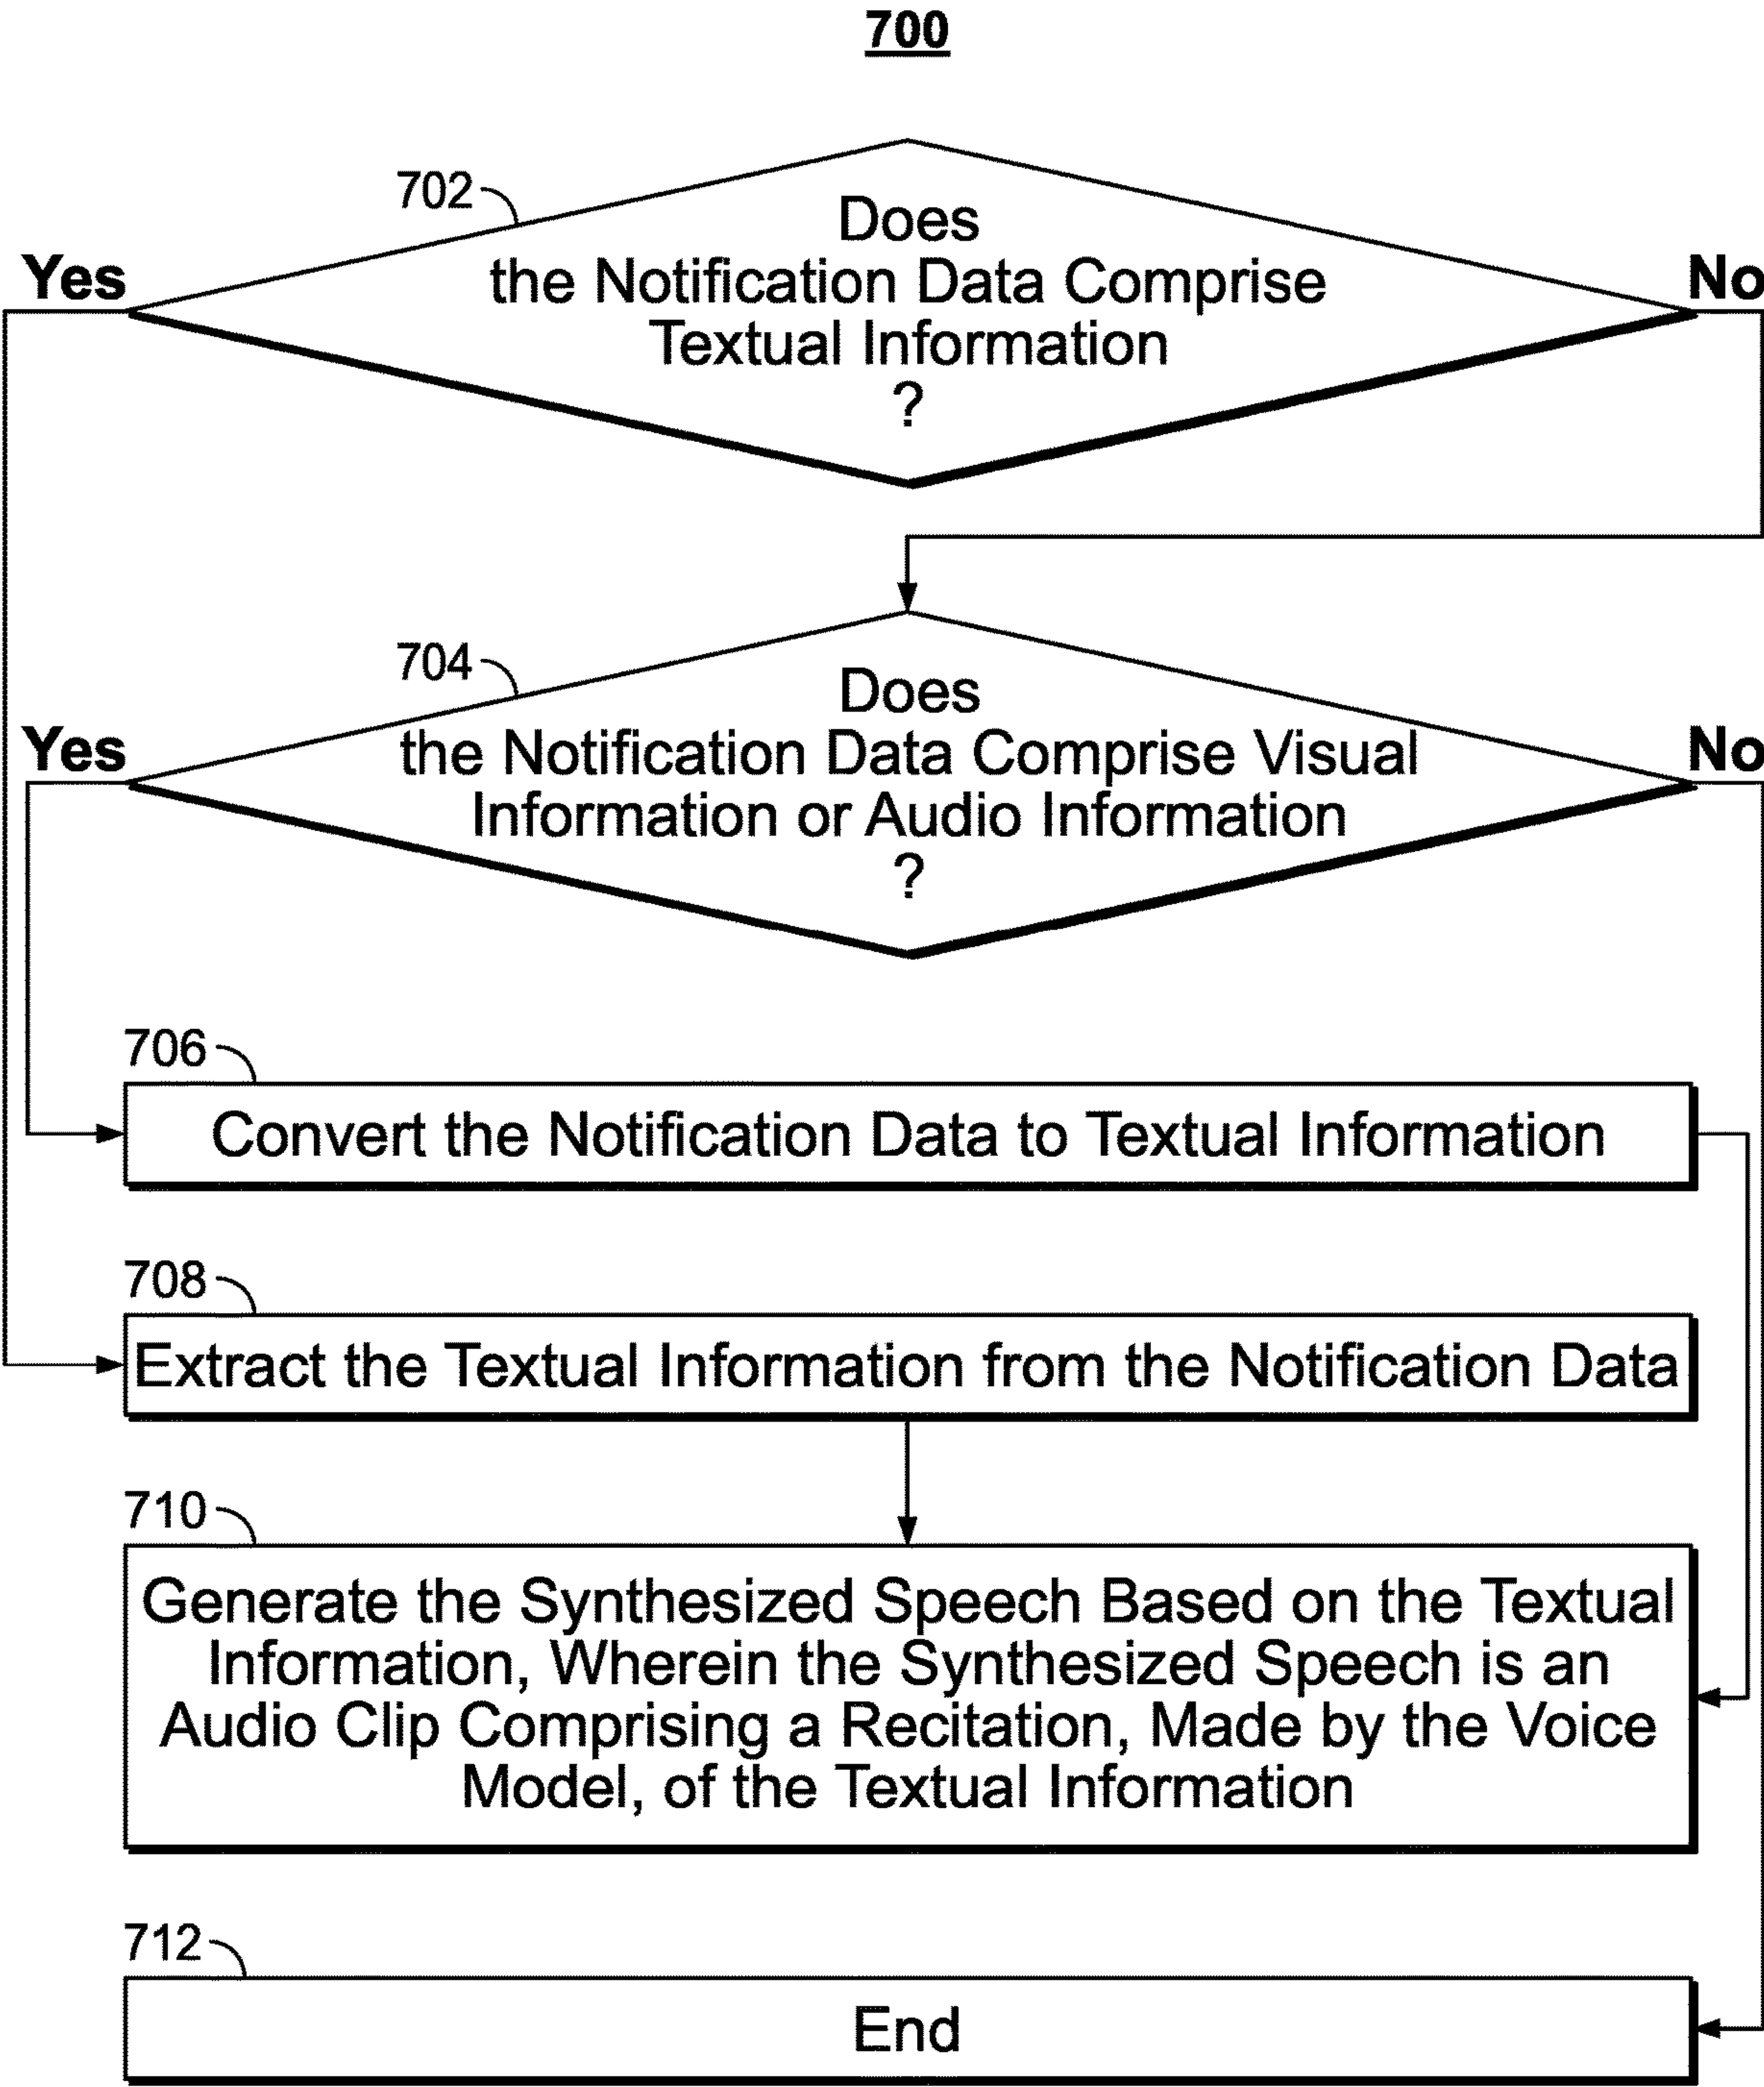 700
702
Does
the Notification Data Comprise
Textual Information
?
Yes
No
704
Does
the Notification Data Comprise Visual
Information or Audio Information
?
Yes
No
706
Convert the Notification Data to Textual Information
708
Extract the Textual Information from the Notification Data
710
Generate the Synthesized Speech Based on the Textual
Information, Wherein the Synthesized Speech is an
Audio Clip Comprising a Recitation, Made by the Voice
Model, of the Textual Information
712
End